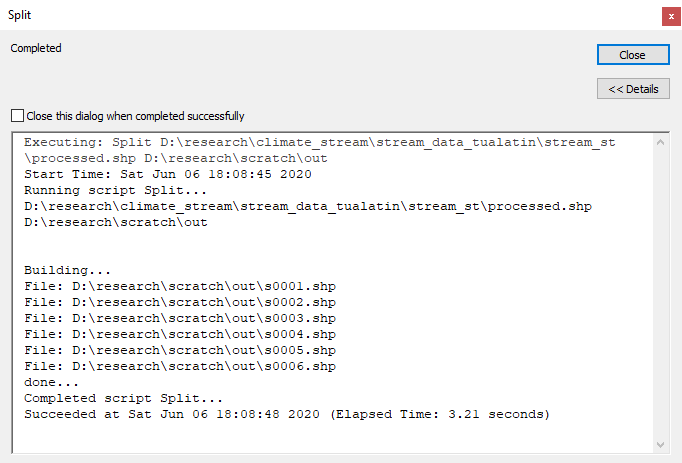 Split
x
Completed
Close
<< Details
Close this dialog when completed successfully
Executing: Split D:\research\climate_stream\stream_data_tualatin\stream_st
\processed.shp D:\research\scratch\out
Start Time: Sat Jun 06 18:08:45 2020
Running script Split...
D:\research\climate_stream\stream_data_tualatin\stream_st\processed.shp
D:\research\scratch\out
Building...
File: D:\research\scratch\out\s0001.shp
File: D:\research\scratch\out\s0002.shp
File: D:\research\scratch\out\s0003.shp
File: D:\research\scratch\out\s0004.shp
File: D:\research\scratch\out\s0005.shp
File: D:\research\scratch\out\s0006.shp
done...
Completed script Split...
Succeeded at Sat Jun 06 18:08:48 2020 (Elapsed Time: 3.21 seconds)